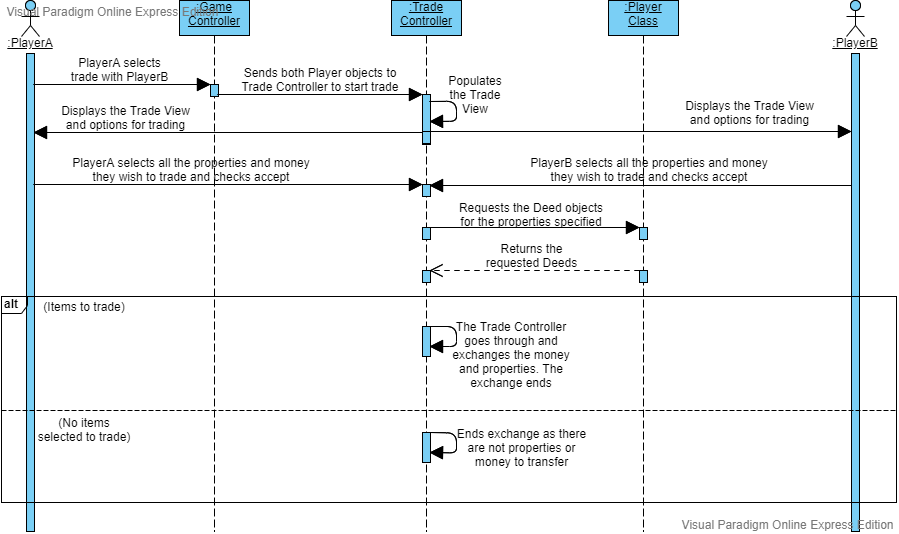 Visual Paradigm Online Express Edition
:Game
Controller
:Trade
Controller
:Player
Class
:PlayerA
:PlayerB
PlayerA selects
trade with PlayerB
Sends both Player objects to
Trade Controller to start trade
Populates
the Trade
View
Displays the Trade View
and options for trading
Displays the Trade View
and options for trading
PlayerA selects all the properties and money
they wish to trade and checks accept
PlayerB selects all the properties and money
they wish to trade and checks accept
Requests the Deed objects
for the properties specified
Returns the
requested Deeds
alt
(Items to trade)
The Trade Controller
goes through and
exchanges the money
and properties. The
exchange ends
(No items
selected to trade)
Ends exchange as there
are not properties or
money to transfer
Visual Paradigm Online Express Edition